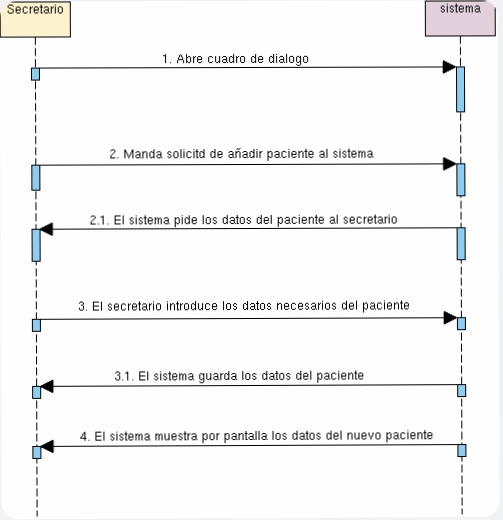 Secretario
sistema
1. Abre cuadro de dialogo
2. Manda solicitd de añadir paciente al sistema
2.1. El sistema pide los datos del paciente al secretario
3. El secretario introduce los datos necesarios del paciente
3.1. El sistema guarda los datos del paciente
4. El sistema muestra por pantalla los datos del nuevo paciente